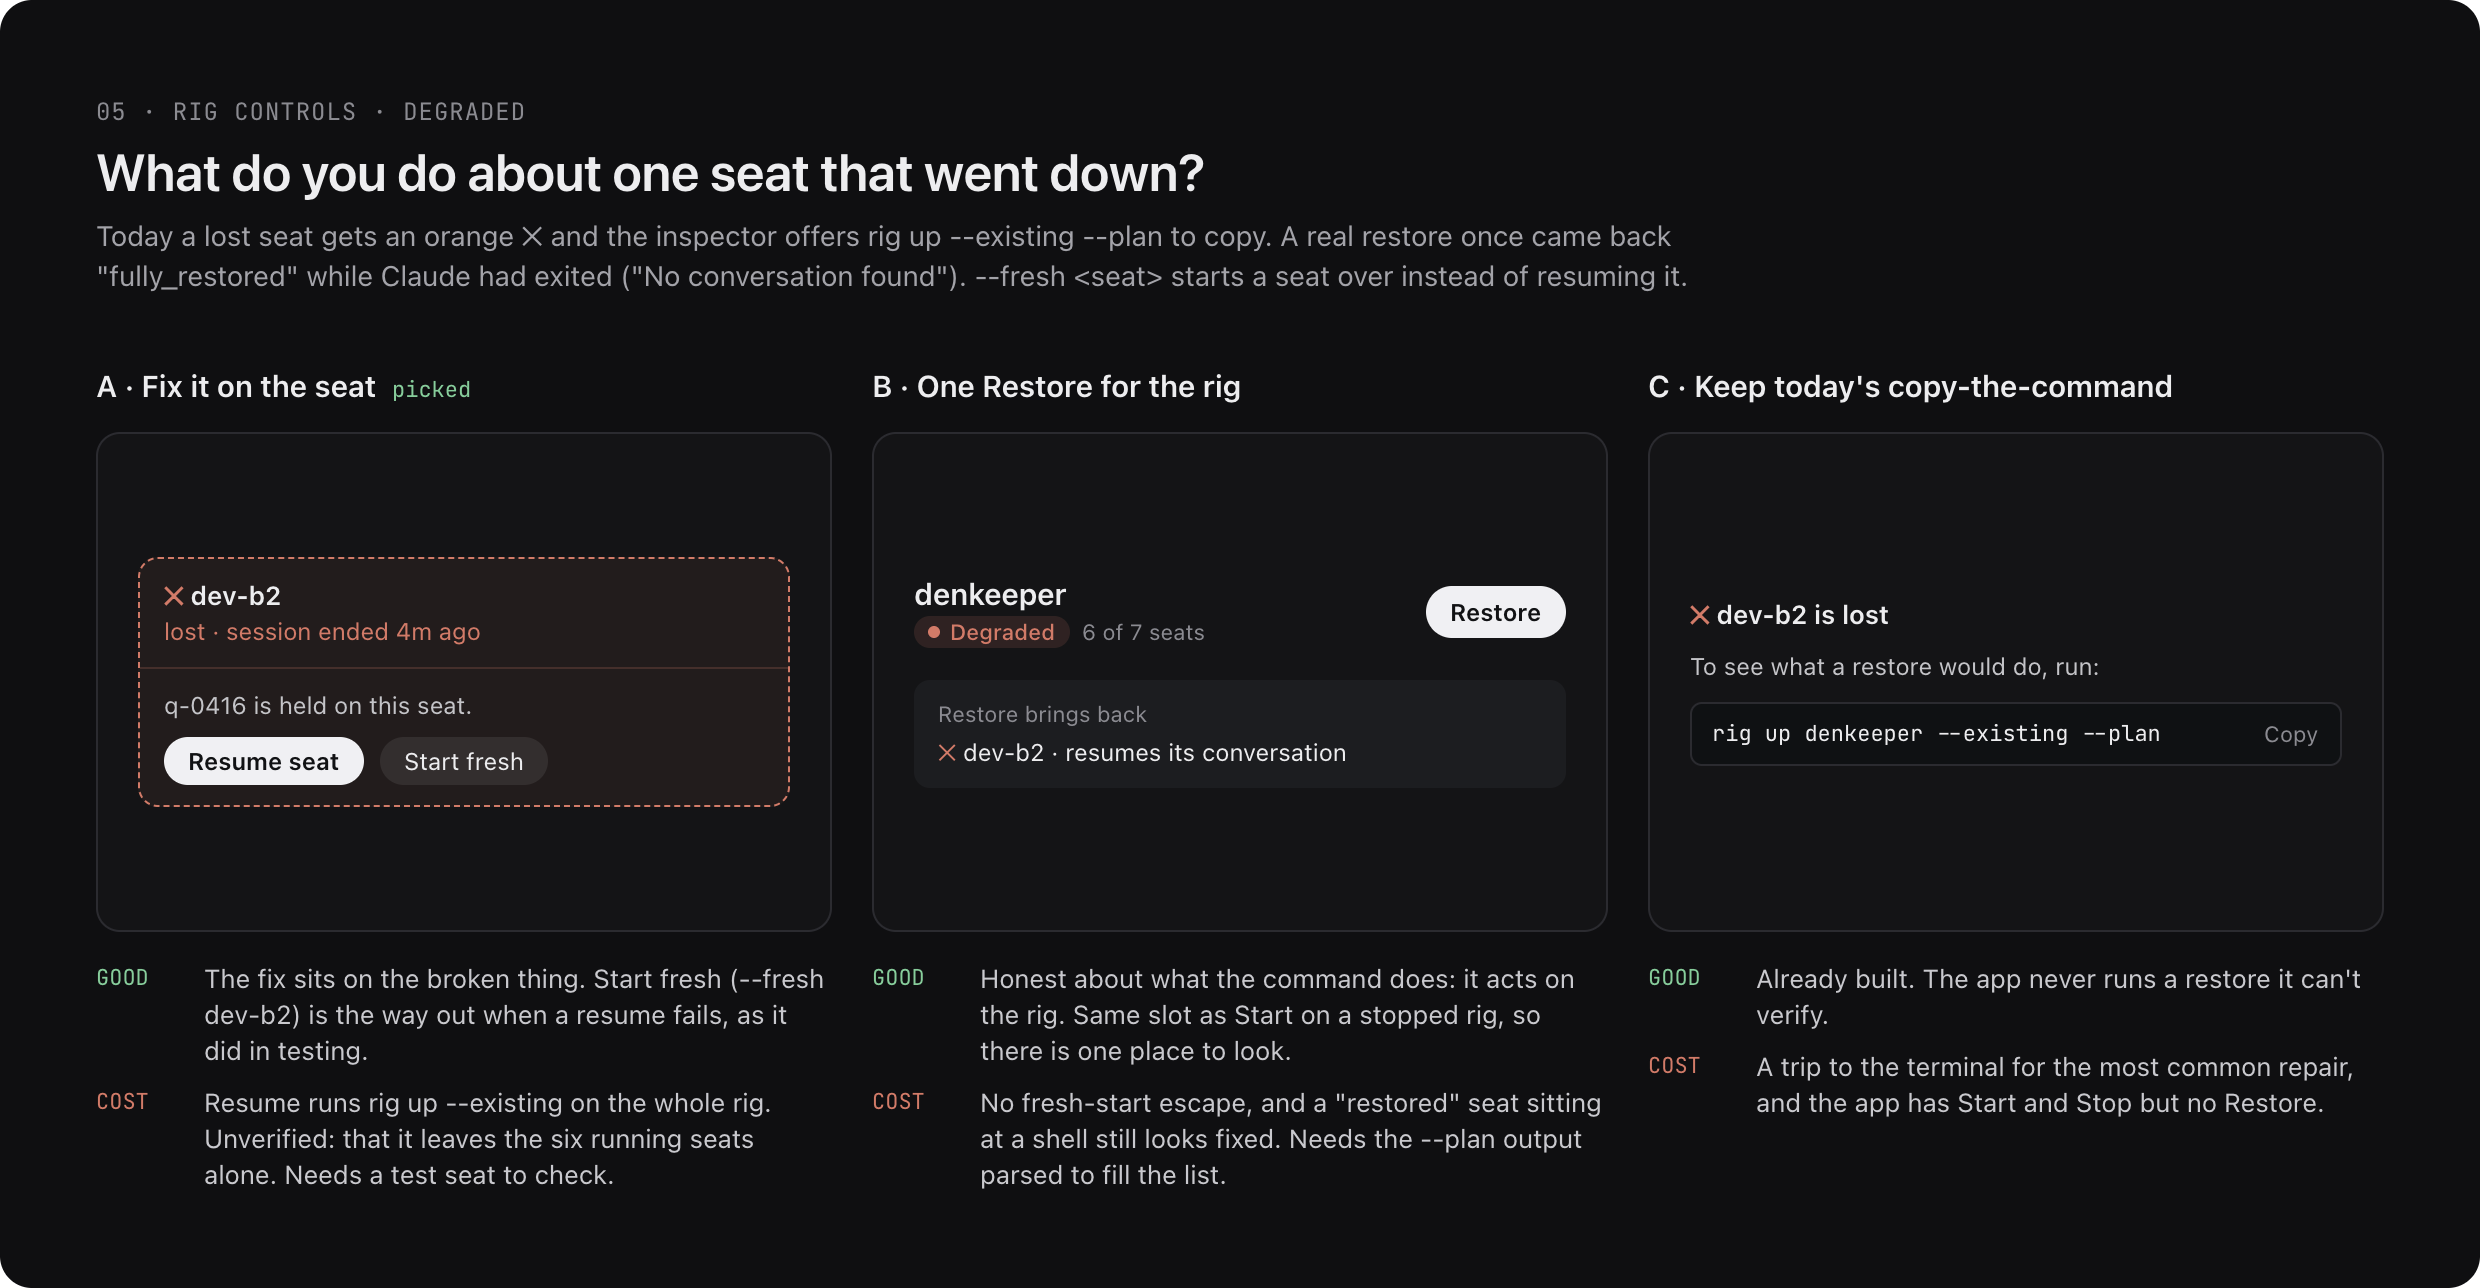 05 · RIG CONTROLS · DEGRADED
What do you do about one seat that went down?
Today a lost seat gets an orange ✕ and the inspector offers rig up --existing --plan to copy. A real restore once came back
"fully_restored" while Claude had exited ("No conversation found"). --fresh <seat> starts a seat over instead of resuming it.
A · Fix it on the seat picked
✕ dev-b2
lost · session ended 4m ago
q-0416 is held on this seat.
Resume seat
Start fresh
GOOD
The fix sits on the broken thing. Start fresh (--fresh
dev-b2) is the way out when a resume fails, as it
did in testing.
COST
Resume runs rig up --existing on the whole rig.
Unverified: that it leaves the six running seats
alone. Needs a test seat to check.
B · One Restore for the rig
denkeeper
Degraded 6 of 7 seats
Restore
Restore brings back
✕ dev-b2 · resumes its conversation
GOOD
Honest about what the command does: it acts on
the rig. Same slot as Start on a stopped rig, so
there is one place to look.
COST
No fresh-start escape, and a "restored" seat sitting
at a shell still looks fixed. Needs the --plan output
parsed to fill the list.
C · Keep today's copy-the-command
✕ dev-b2 is lost
To see what a restore would do, run:
rig up denkeeper --existing --plan
Copy
GOOD
Already built. The app never runs a restore it can't
verify.
COST
A trip to the terminal for the most common repair,
and the app has Start and Stop but no Restore.